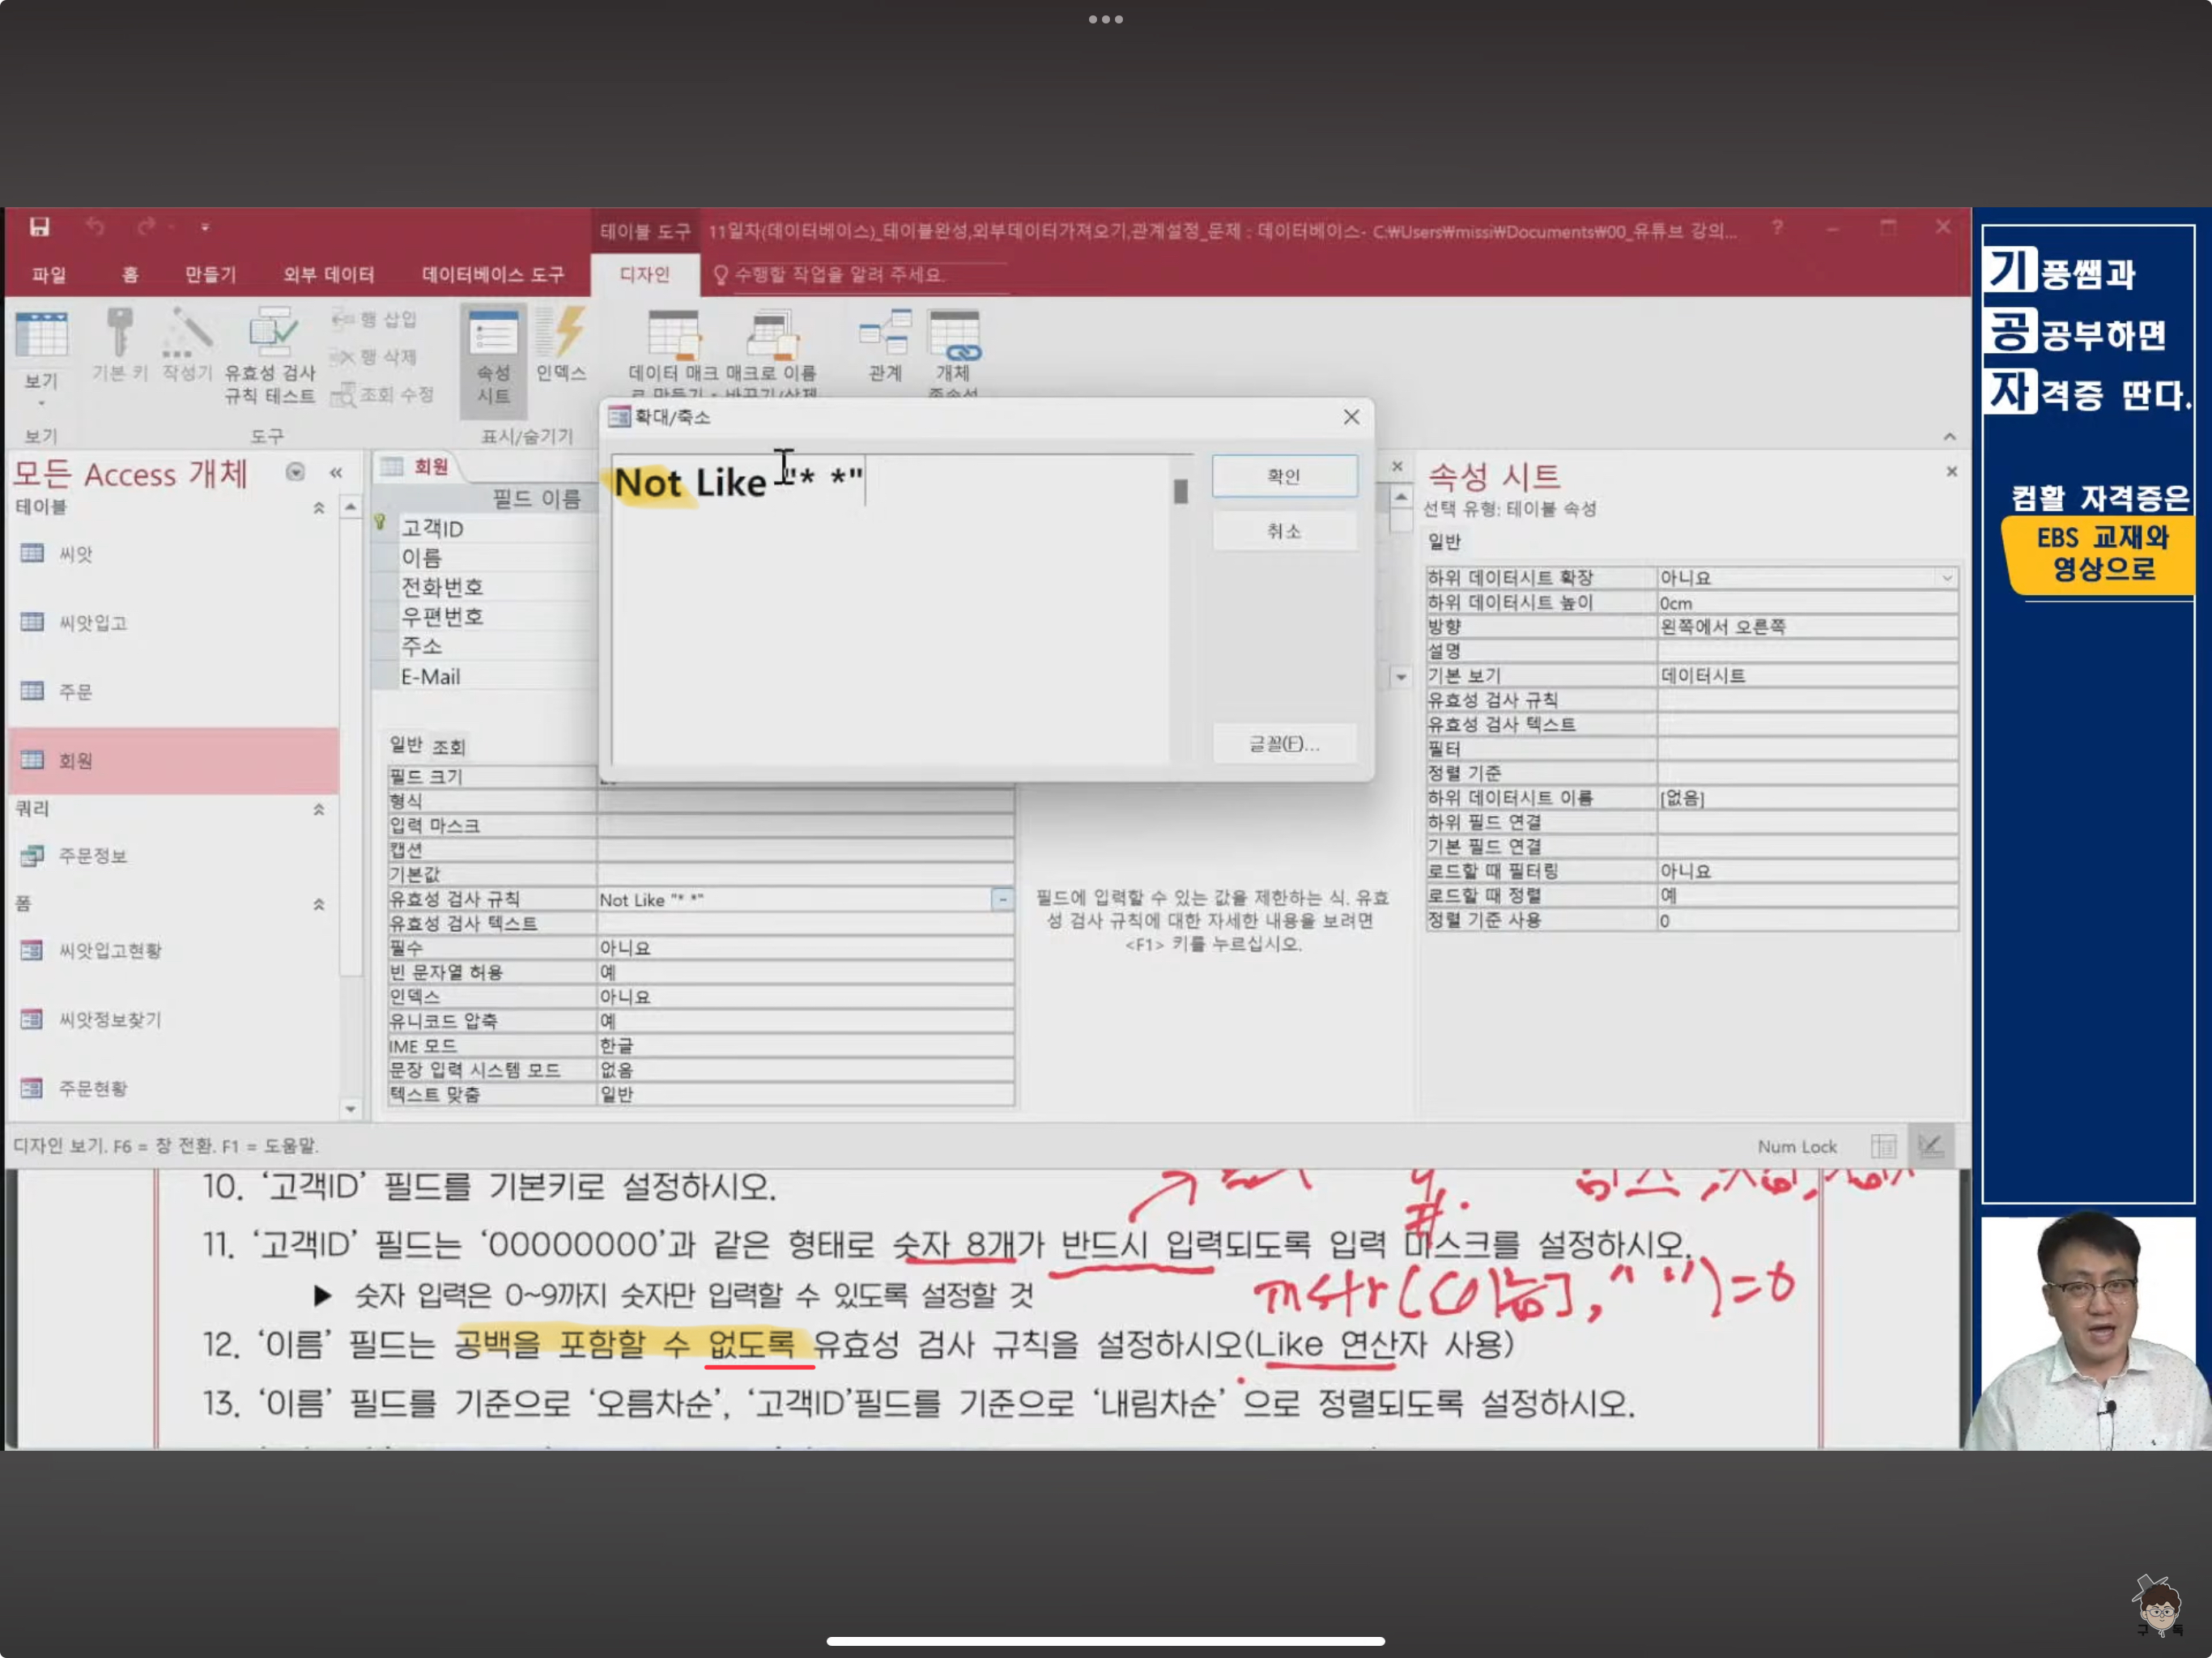 테이블 도구
11일차(데이터베이스)_테이블완성,외부데이터가져오기,관계설정_문제 : 데이터베이스- C:₩Users₩missi₩Documents₩00_유튜브 강의...
?
파일 홈 만들기 외부 데이터 데이터베이스 도구 디자인 수행할 작업을 알려 주세요.
보기
기본 키
작성기
유효성 검사
규칙 테스트
행 삽입
행 삭제
조회 수정
속성
시트
인덱스
데이터 매크
매크로 이름
관계
개체
보기
도구
표시/숨기기
모든 Access 개체
테이블
씨앗
씨앗입고
주문
회원
쿼리
주문정보
폼
씨앗입고현황
씨앗정보찾기
주문현황
회원
필드 이름
고객ID
이름
전화번호
우편번호
주소
E-Mail
확대/축소
Not Like "* *"
확인
취소
글꼴(F)...
일반 조회
필드 크기
형식
입력 마스크
캡션
기본값
유효성 검사 규칙 Not Like "* *"
유효성 검사 텍스트
필수 아니요
빈 문자열 허용 예
인덱스 아니요
유니코드 압축 예
IME 모드 한글
문장 입력 시스템 모드 없음
텍스트 맞춤 일반
필드에 입력할 수 있는 값을 제한하는 식. 유효
성 검사 규칙에 대한 자세한 내용을 보려면
<F1> 키를 누르십시오.
속성 시트
선택 유형: 테이블 속성
일반
하위 데이터시트 확장 아니요
하위 데이터시트 높이 0cm
방향 왼쪽에서 오른쪽
설명
기본 보기 데이터시트
유효성 검사 규칙
유효성 검사 텍스트
필터
정렬 기준
하위 데이터시트 이름 [없음]
하위 필드 연결
기본 필드 연결
로드할 때 필터링 아니요
로드할 때 정렬 예
정렬 기준 사용 0
디자인 보기. F6 = 창 전환. F1 = 도움말.
Num Lock
10. ‘고객ID’ 필드를 기본키로 설정하시오.
11. ‘고객ID’ 필드는 ‘00000000’과 같은 형태로 숫자 8개가 반드시 입력되도록 입력 마스크를 설정하시오.
▶ 숫자 입력은 0~9까지 숫자만 입력할 수 있도록 설정할 것
12. ‘이름’ 필드는 공백을 포함할 수 없도록 유효성 검사 규칙을 설정하시오(Like 연산자 사용)
13. ‘이름’ 필드를 기준으로 ‘오름차순’, ‘고객ID’필드를 기준으로 ‘내림차순’ 으로 정렬되도록 설정하시오.
기풍쌤과
공공부하면
자격증 딴다.
컴활 자격증은
EBS 교재와
영상으로
구 독